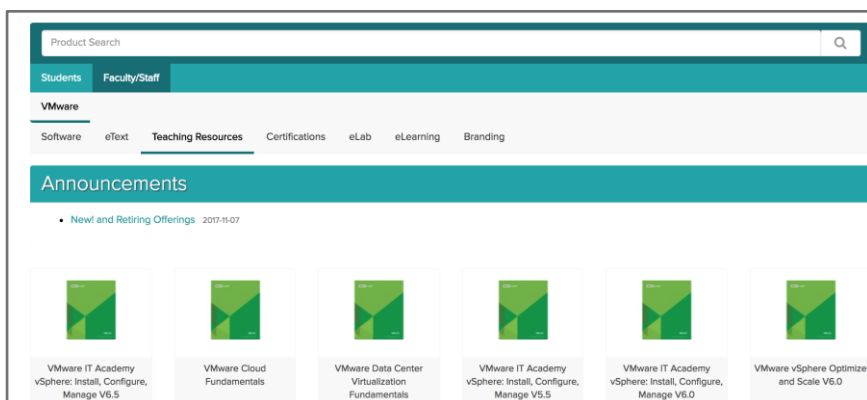 Product Search
Students Faculty/Staff
VMware
Software eText Teaching Resources Certifications eLab eLearning Branding
Announcements
• New! and Retiring Offerings 2017-11-07
VMware IT Academy
vSphere: Install, Configure,
Manage V6.5
VMware Cloud
Fundamentals
VMware Data Center
Virtualization
Fundamentals
VMware IT Academy
vSphere: Install, Configure,
Manage V5.5
VMware IT Academy
vSphere: Install, Configure,
Manage V6.0
VMware vSphere Optimize
and Scale V6.0